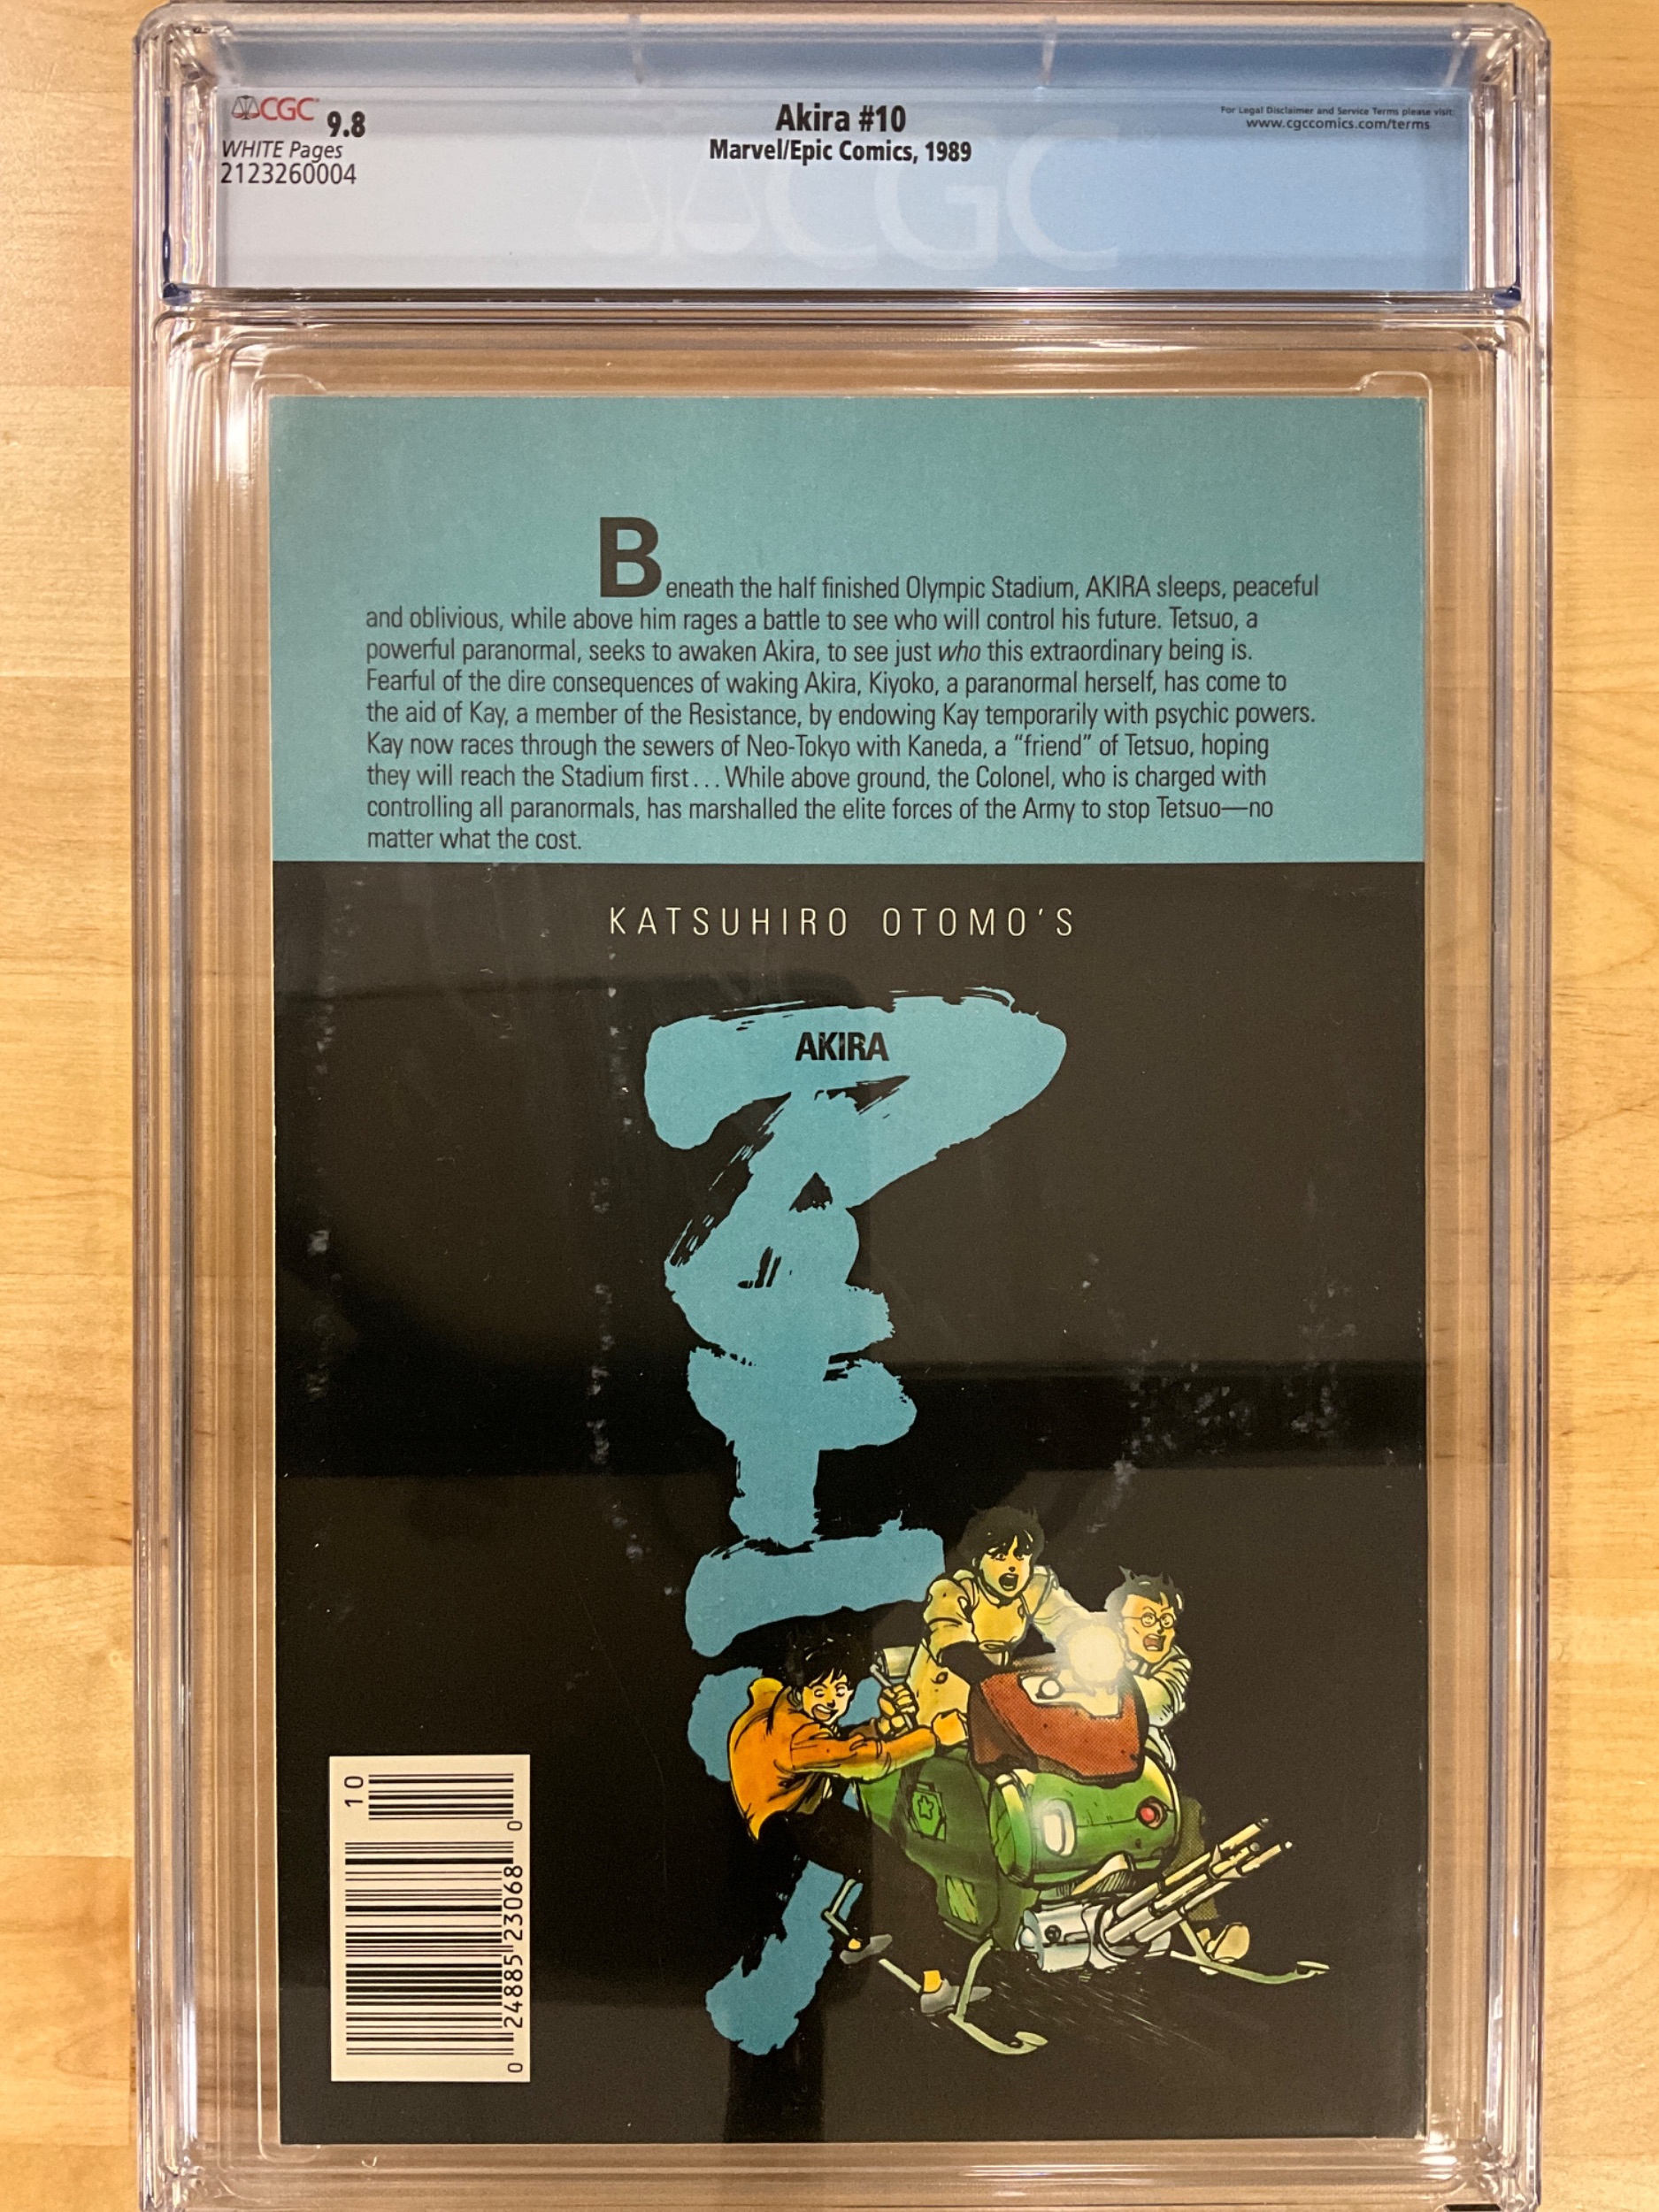 CGC 9.8
WHITE Pages
2123260004
Akira #10
Marvel/Epic Comics, 1989
For Legal Disclaimer and Service Terms please visit:
www.cgccomics.com/terms
CGC
Beneath the half finished Olympic Stadium, AKIRA sleeps, peaceful
and oblivious, while above him rages a battle to see who will control his future. Tetsuo, a
powerful paranormal, seeks to awaken Akira, to see just who this extraordinary being is.
Fearful of the dire consequences of waking Akira, Kiyoko, a paranormal herself, has come to
the aid of Kay, a member of the Resistance, by endowing Kay temporarily with psychic powers.
Kay now races through the sewers of Neo-Tokyo with Kaneda, a “friend” of Tetsuo, hoping
they will reach the Stadium first... While above ground, the Colonel, who is charged with
controlling all paranormals, has marshalled the elite forces of the Army to stop Tetsuo—no
matter what the cost.
KATSUHIRO OTOMO'S
AKIRA
アキラ
10
0 24885 23068 0